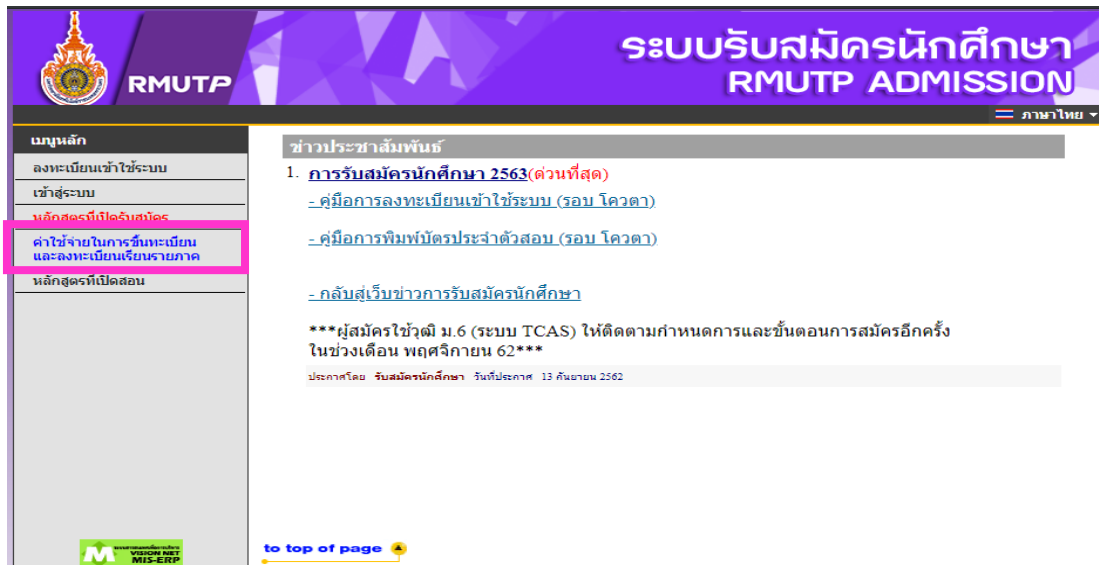 RMUTP
ระบบรับสมัครนักศึกษา
RMUTP ADMISSION
ภาษาไทย
เมนูหลัก
ลงทะเบียนเข้าใช้ระบบ
เข้าสู่ระบบ
หลักสูตรที่เปิดรับสมัคร
ค่าใช้จ่ายในการขึ้นทะเบียน
และลงทะเบียนเรียนรายภาค
หลักสูตรที่เปิดสอน
ข่าวประชาสัมพันธ์
1. การรับสมัครนักศึกษา 2563(ด่วนที่สุด)
- คู่มือการลงทะเบียนเข้าใช้ระบบ (รอบ โควตา)
- คู่มือการพิมพ์บัตรประจำตัวสอบ (รอบ โควตา)
- กลับสู่เว็บข่าวการรับสมัครนักศึกษา
***ผู้สมัครใช้วุฒิ ม.6 (ระบบ TCAS) ให้ติดตามกำหนดการและขั้นตอนการสมัครอีกครั้ง
ในช่วงเดือน พฤศจิกายน 62***
ประกาศโดย รับสมัครนักศึกษา วันที่ประกาศ 13 กันยายน 2562
VISION NET
MIS-ERP
to top of page